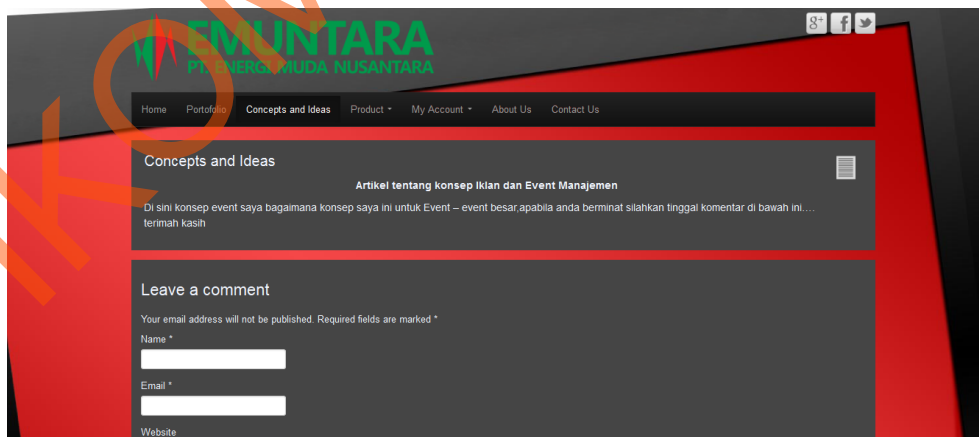 EMUNTARA
PT. ENERGI MUDA NUSANTARA
Home Portofolio Concepts and Ideas Product My Account About Us Contact Us
Concepts and Ideas
Artikel tentang konsep Iklan dan Event Manajemen
Di sini konsep event saya bagaimana konsep saya ini untuk Event – event besar,apabila anda berminat silahkan tinggal komentar di bawah ini....
terimah kasih
Leave a comment
Your email address will not be published. Required fields are marked *
Name *
Email *
Website